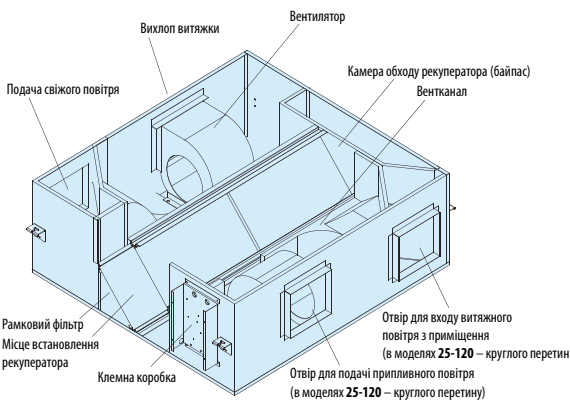 Вентилятор
Вихлоп витяжки
Камера обходу рекуператора (байпас)
Подача свіжого повітря
Вентканал
Рамковий фільтр
Місце встановлення
рекуператора
Клемна коробка
Отвір для входу витяжного
повітря з приміщення
(в моделях 25-120 – круглого перетин
Отвір для подачі припливного повітря
(в моделях 25-120 – круглого перетину)